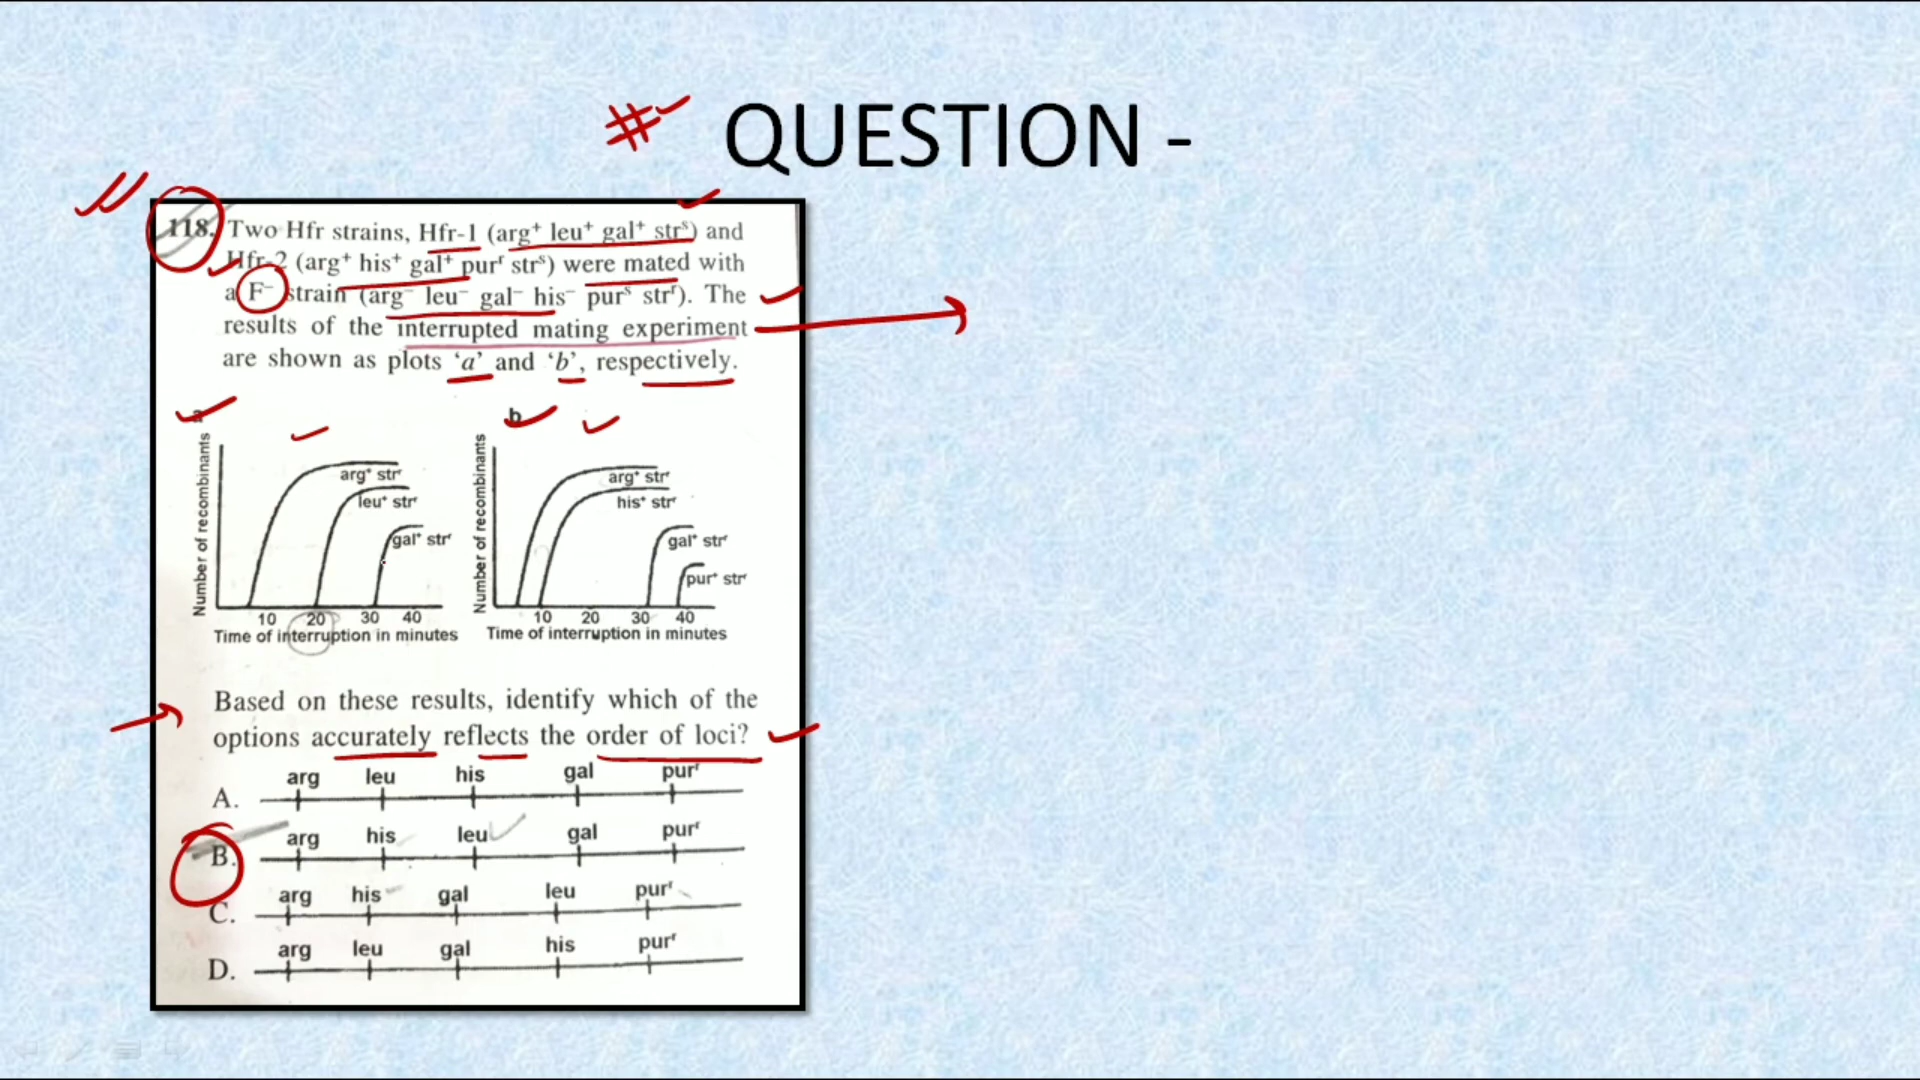 # QUESTION -
118. Two Hfr strains, Hfr-1 (arg⁺ leu⁺ gal⁺ strˢ) and
Hfr-2 (arg⁺ his⁺ gal⁺ purʳ strˢ) were mated with
a F⁻ strain (arg⁻ leu⁻ gal⁻ his⁻ purˢ strʳ). The
results of the interrupted mating experiment
are shown as plots ‘a’ and ‘b’, respectively.
a
Number of recombinants
arg⁺ strʳ
leu⁺ strʳ
gal⁺ strʳ
10 20 30 40
Time of interruption in minutes
b
Number of recombinants
arg⁺ strʳ
his⁺ strʳ
gal⁺ strʳ
pur⁺ strʳ
10 20 30 40
Time of interruption in minutes
Based on these results, identify which of the
options accurately reflects the order of loci?
A. arg leu his gal purʳ
B. arg his leu gal purʳ
C. arg his gal leu purʳ
D. arg leu gal his purʳ